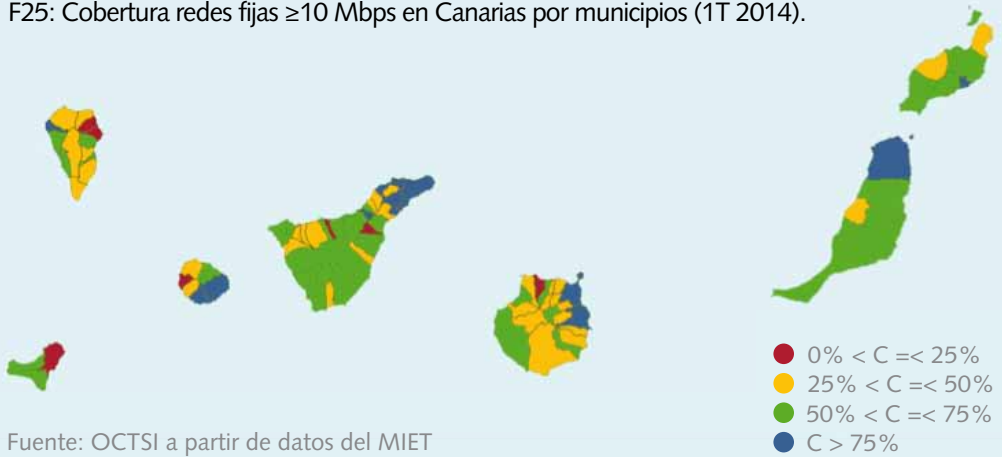 F25: Cobertura redes fijas ≥10 Mbps en Canarias por municipios (1T 2014).
0% < C =< 25%
25% < C =< 50%
50% < C =< 75%
C > 75%
Fuente: OCTSI a partir de datos del MIET